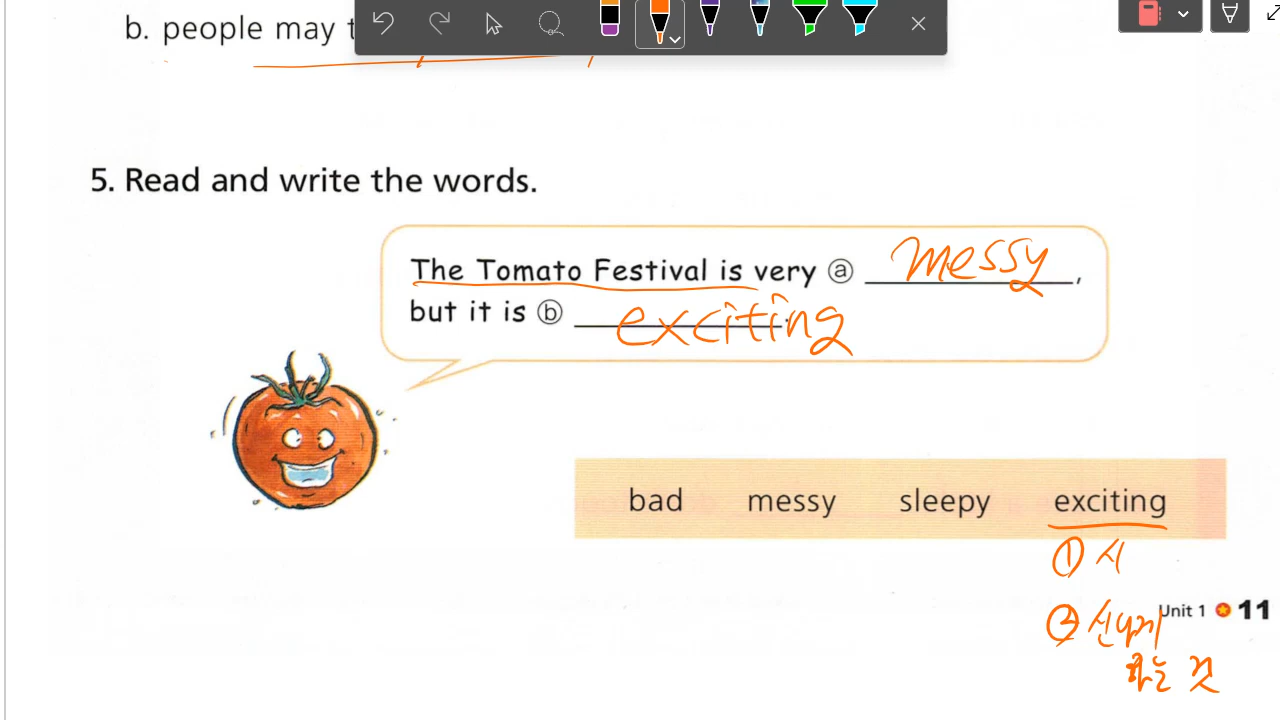 b. people may t
5. Read and write the words.
The Tomato Festival is very ⓐ messy,
but it is ⓑ exciting.
bad messy sleepy exciting
① 시
② 신나게
하는 것
Unit 1 11